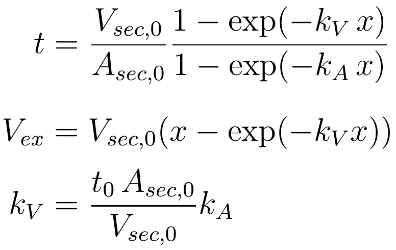 t = \frac{V_{sec,0}}{A_{sec,0}} \frac{1 - \exp(-k_V x)}{1 - \exp(-k_A x)}
V_{ex} = V_{sec,0}(x - \exp(-k_V x))
k_V = \frac{t_0 A_{sec,0}}{V_{sec,0}} k_A